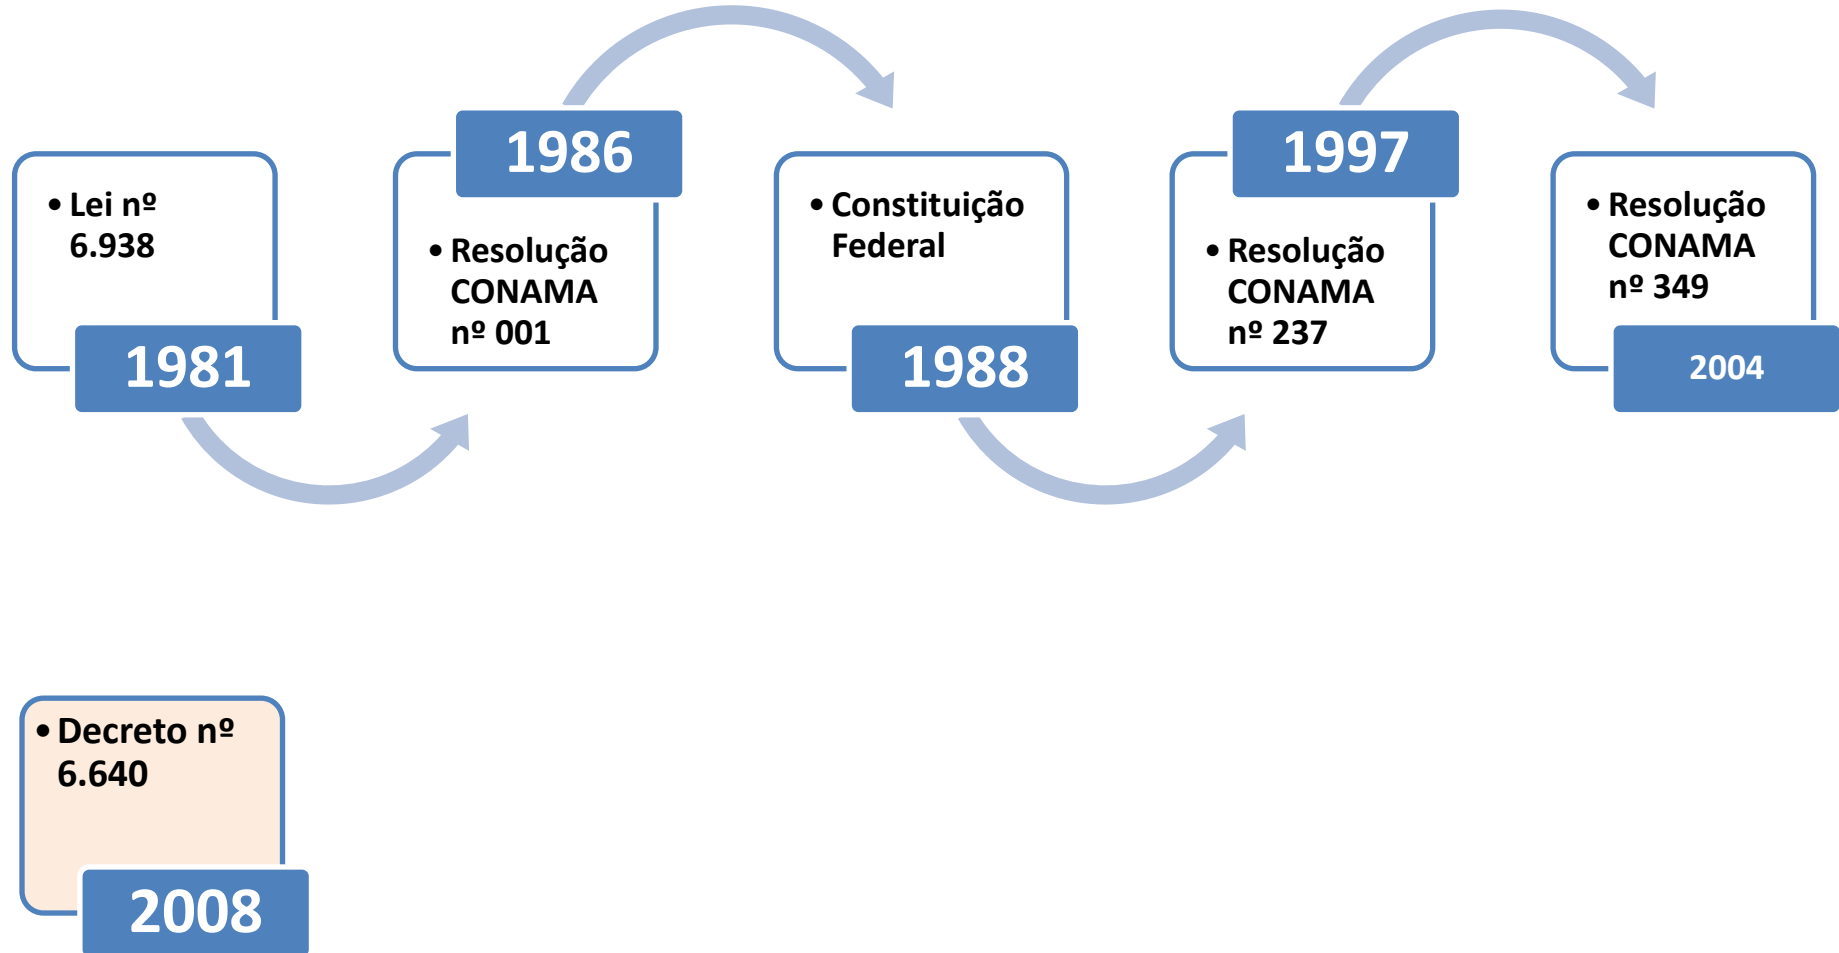 • Lei nº
6.938
1981
1986
• Resolução
CONAMA
nº 001
• Constituição
Federal
1988
1997
• Resolução
CONAMA
nº 237
• Resolução
CONAMA
nº 349
2004
• Decreto nº
6.640
2008